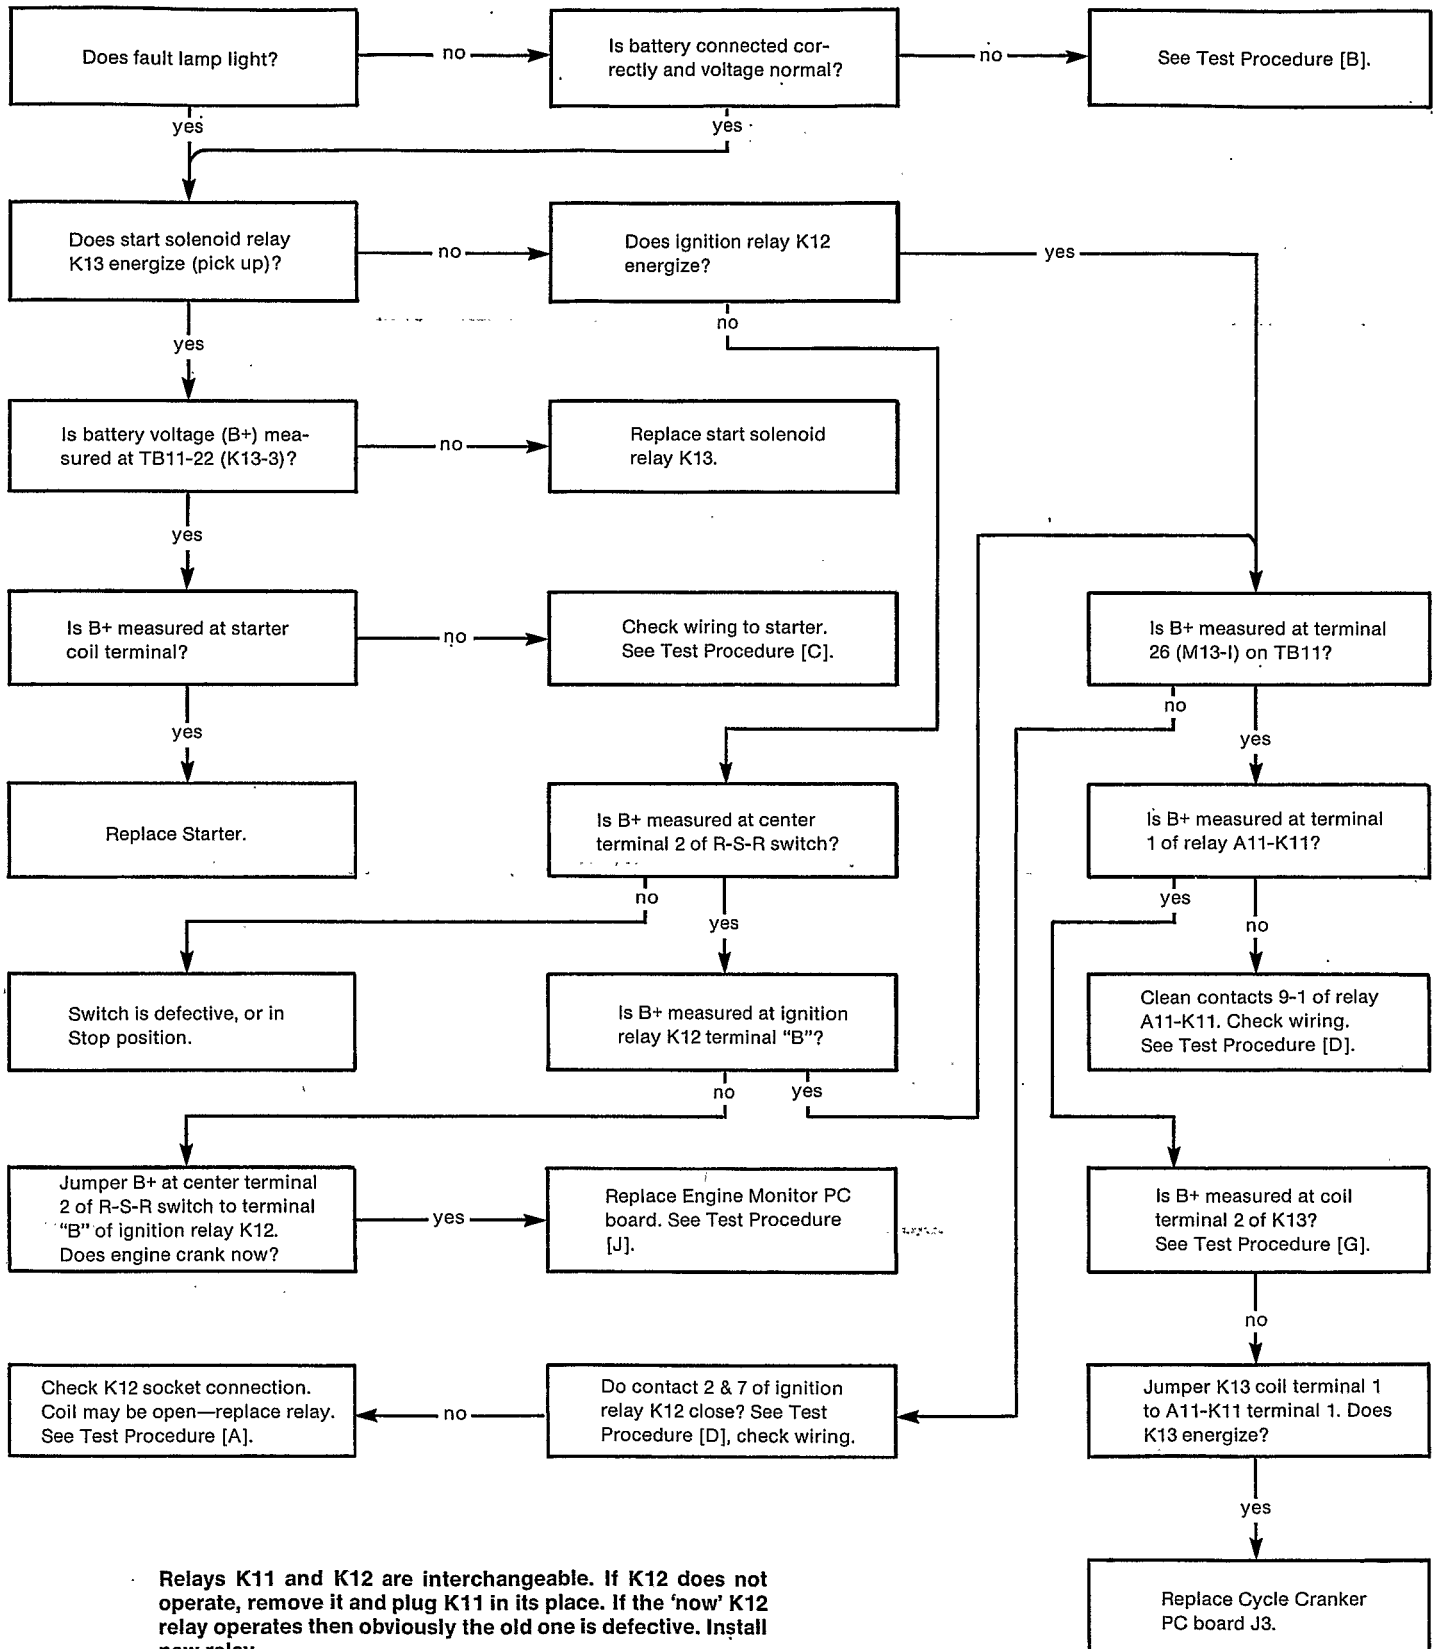 Does fault lamp light?
no
Is battery connected cor-
rectly and voltage normal?
no
See Test Procedure [B].
yes
yes
Does start solenoid relay
K13 energize (pick up)?
no
Does ignition relay K12
energize?
yes
no
yes
Is battery voltage (B+) mea-
sured at TB11-22 (K13-3)?
no
Replace start solenoid
relay K13.
yes
Is B+ measured at starter
coil terminal?
no
Check wiring to starter.
See Test Procedure [C].
Is B+ measured at terminal
26 (M13-I) on TB11?
no
yes
yes
Replace Starter.
Is B+ measured at center
terminal 2 of R-S-R switch?
Is B+ measured at terminal
1 of relay A11-K11?
no
yes
yes
no
Switch is defective, or in
Stop position.
Is B+ measured at ignition
relay K12 terminal “B”?
Clean contacts 9-1 of relay
A11-K11. Check wiring.
See Test Procedure [D].
no
yes
Jumper B+ at center terminal
2 of R-S-R switch to terminal
“B” of ignition relay K12.
Does engine crank now?
yes
Replace Engine Monitor PC
board. See Test Procedure
[J].
Is B+ measured at coil
terminal 2 of K13?
See Test Procedure [G].
no
Check K12 socket connection.
Coil may be open—replace relay.
See Test Procedure [A].
no
Do contact 2 & 7 of ignition
relay K12 close? See Test
Procedure [D], check wiring.
Jumper K13 coil terminal 1
to A11-K11 terminal 1. Does
K13 energize?
yes
Replace Cycle Cranker
PC board J3.
Relays K11 and K12 are interchangeable. If K12 does not
operate, remove it and plug K11 in its place. If the ‘now’ K12
relay operates then obviously the old one is defective. Install
new relay.